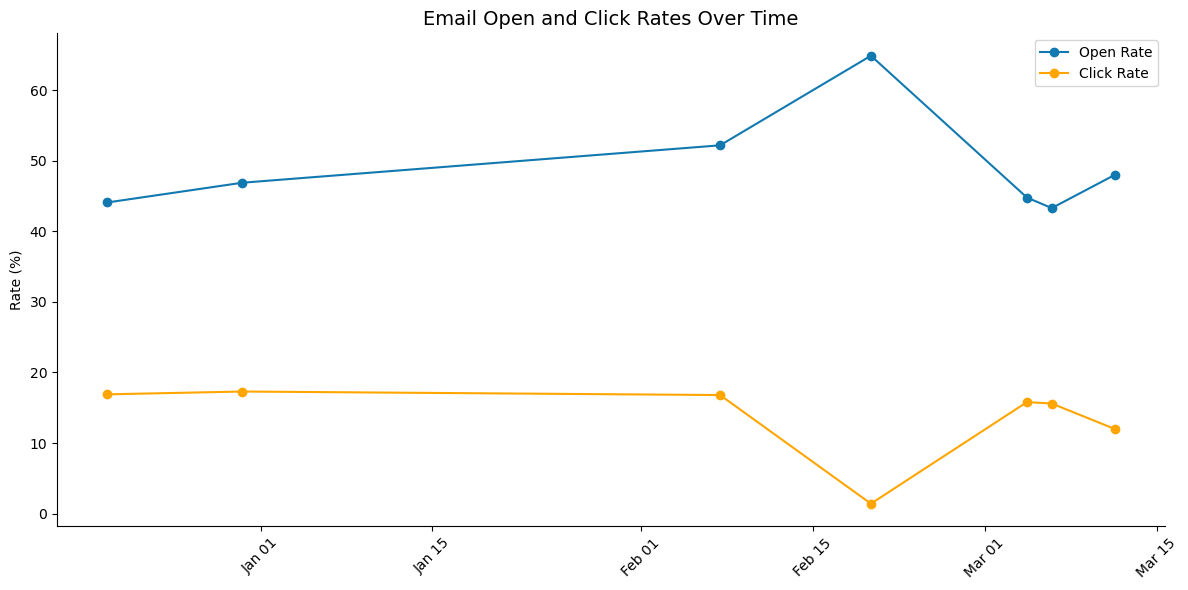 Email Open and Click Rates Over Time
Open Rate
Click Rate
Rate (%)
60
50
40
30
20
10
0
Jan 01
Jan 15
Feb 01
Feb 15
Mar 01
Mar 15